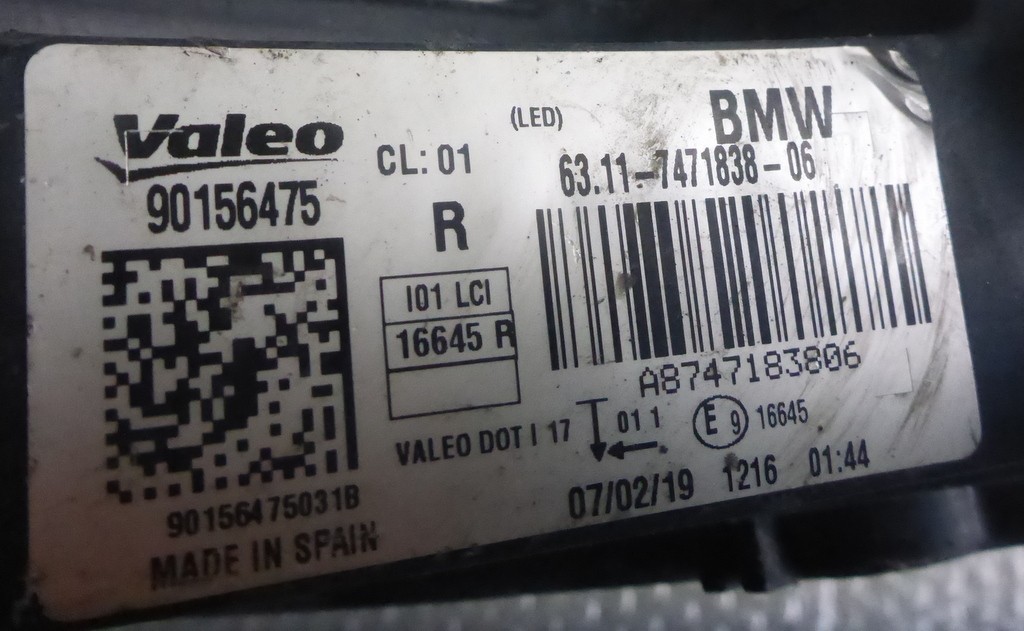 Valeo
90156475
90156475031B
MADE IN SPAIN
CL: 01
R
I01 LCI
16645 R
VALEO DOT I 17
(LED)
BMW
63.11-7471838-06
A8747183806
01 1
E 9 16645
07/02/19 1216 01:44